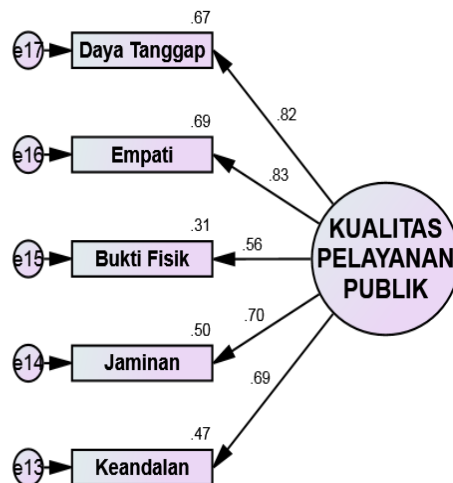 .67
e17 Daya Tanggap
.82
.69
e16 Empati
.83
.31
e15 Bukti Fisik
.56
KUALITAS
PELAYANAN
PUBLIK
.50
e14 Jaminan
.70
.69
.47
e13 Keandalan